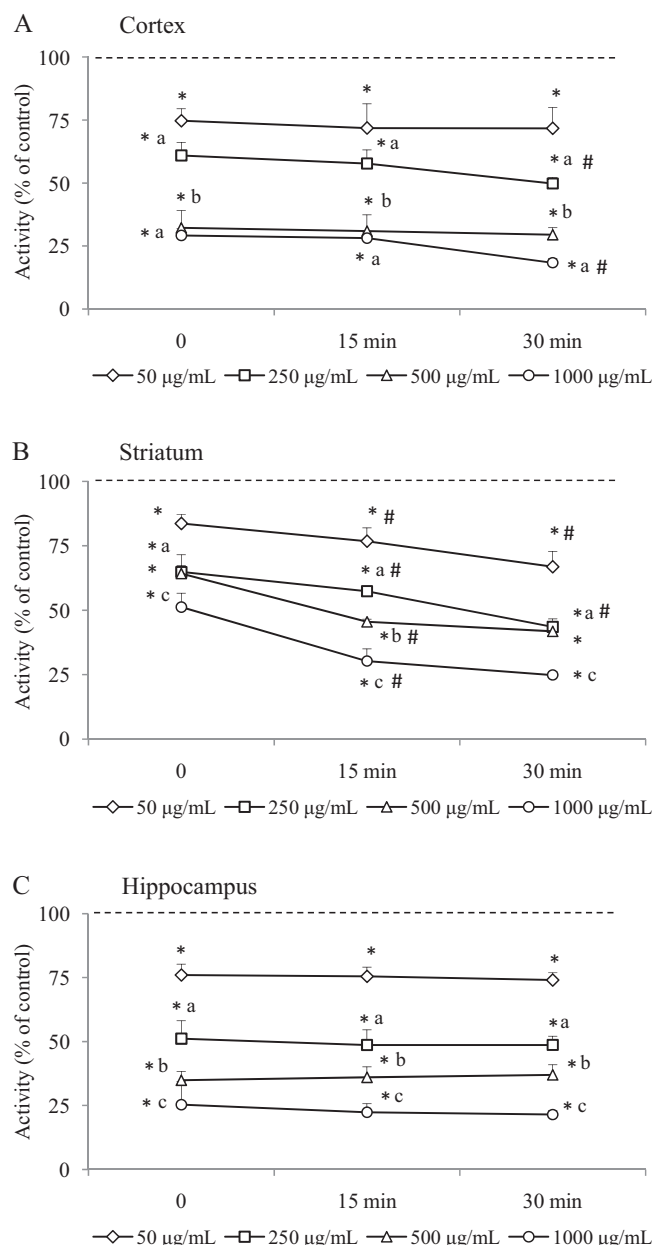 A Cortex
100
75
50
25
0
Activity (% of control)
* * *
* a * a * a #
* b * b * b
* a * a * a #
0 15 min 30 min
50 µg/mL 250 µg/mL 500 µg/mL 1000 µg/mL
B Striatum
100
75
50
25
0
Activity (% of control)
* * # * #
* a * a # * a #
* * b # *
* c * c # * c
0 15 min 30 min
50 µg/mL 250 µg/mL 500 µg/mL 1000 µg/mL
C Hippocampus
100
75
50
25
0
Activity (% of control)
* * *
* a * a * a
* b * b * b
* c * c * c
0 15 min 30 min
50 µg/mL 250 µg/mL 500 µg/mL 1000 µg/mL